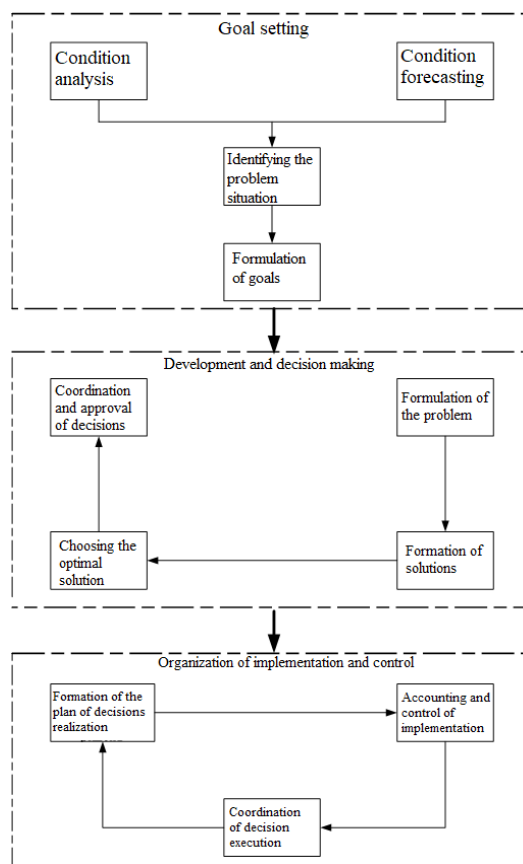 Goal setting
Condition
analysis
Condition
forecasting
Identifying the
problem
situation
Formulation
of goals
Development and decision making
Coordination
and approval
of decisions
Formulation of
the problem
Choosing the
optimal
solution
Formation of
solutions
Organization of implementation and control
Formation of the
plan of decisions
realization
Accounting and
control of
implementation
Coordination
of decision
execution